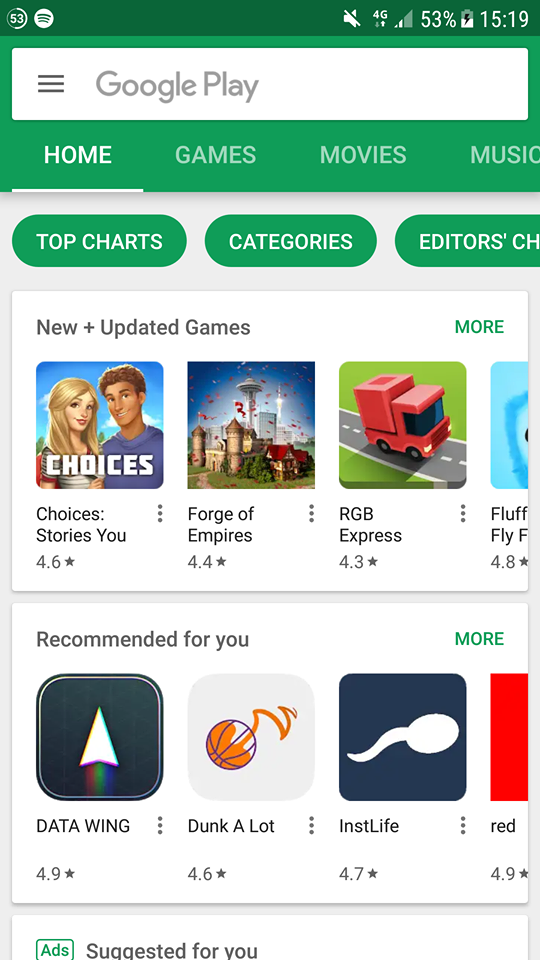 53 4G 53% 15:19
Google Play
HOME GAMES MOVIES MUSIC
TOP CHARTS CATEGORIES EDITORS' CH
New + Updated Games MORE
CHOICES
Choices: Forge of RGB Fluff
Stories You Empires Express Fly F
4.6★ 4.4★ 4.3★ 4.8★
Recommended for you MORE
DATA WING Dunk A Lot InstLife red
4.9★ 4.6★ 4.7★ 4.9★
Ads Suggested for you